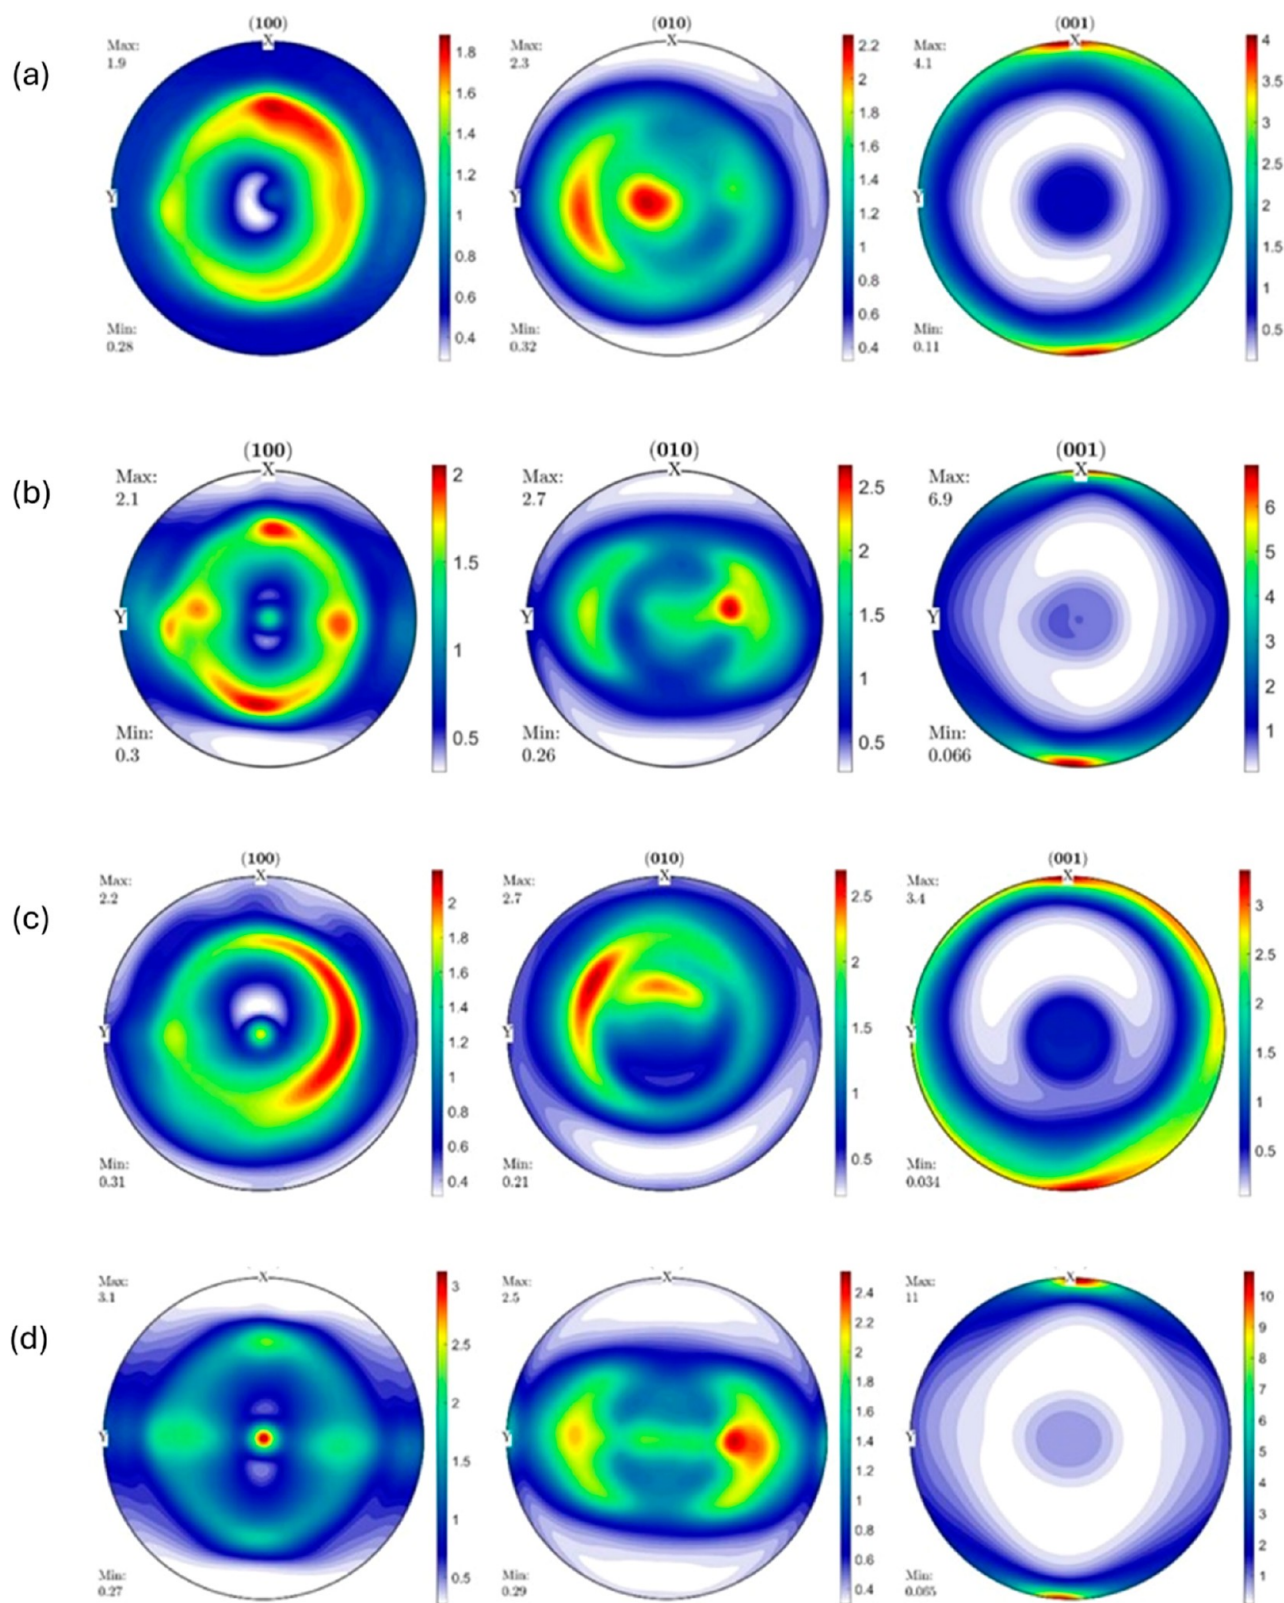 (a)
(100)
X
Max:
1.9
Y
Min:
0.28
1.8
1.6
1.4
1.2
1
0.8
0.6
0.4
(010)
X
Max:
2.3
Y
Min:
0.32
2.2
2
1.8
1.6
1.4
1.2
1
0.8
0.6
0.4
(001)
X
Max:
4.1
Y
Min:
0.11
4
3.5
3
2.5
2
1.5
1
0.5
(b)
(100)
X
Max:
2.1
Y
Min:
0.3
2
1.5
1
0.5
(010)
X
Max:
2.7
Y
Min:
0.26
2.5
2
1.5
1
0.5
(001)
X
Max:
6.9
Y
Min:
0.066
6
5
4
3
2
1
(c)
(100)
X
Max:
2.2
Y
Min:
0.31
2
1.8
1.6
1.4
1.2
1
0.8
0.6
0.4
(010)
X
Max:
2.7
Y
Min:
0.21
2.5
2
1.5
1
0.5
(001)
X
Max:
3.4
Y
Min:
0.034
3
2.5
2
1.5
1
0.5
(d)
X
Max:
3.1
Y
Min:
0.27
3
2.5
2
1.5
1
0.5
X
Max:
2.5
Y
Min:
0.29
2.4
2.2
2
1.8
1.6
1.4
1.2
1
0.8
0.6
0.4
X
Max:
11
Y
Min:
0.065
10
9
8
7
6
5
4
3
2
1